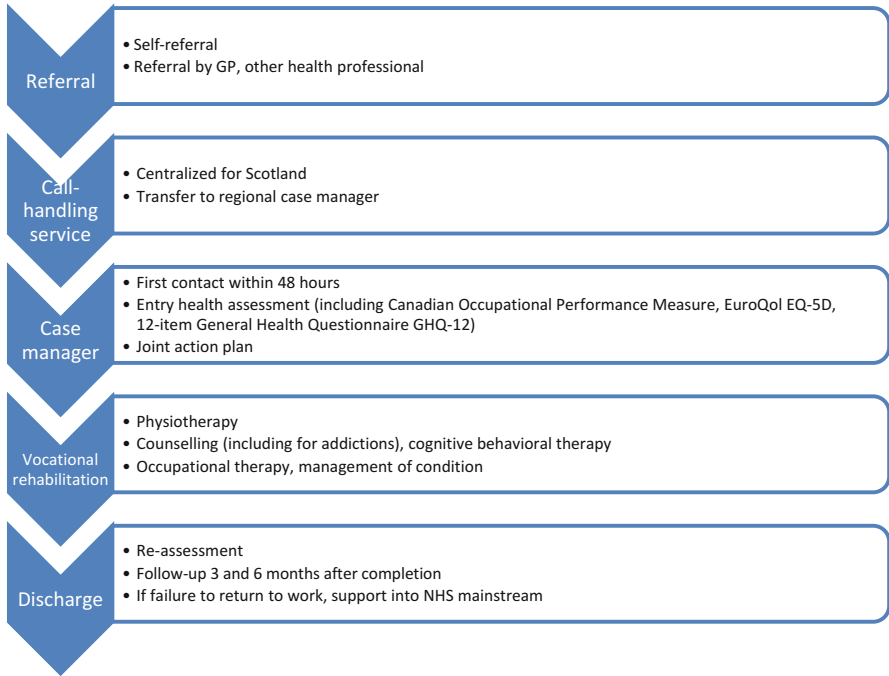 Referral
• Self-referral
• Referral by GP, other health professional
Call-
handling
service
• Centralized for Scotland
• Transfer to regional case manager
Case
manager
• First contact within 48 hours
• Entry health assessment (including Canadian Occupational Performance Measure, EuroQol EQ-5D,
12-item General Health Questionnaire GHQ-12)
• Joint action plan
Vocational
rehabilitation
• Physiotherapy
• Counselling (including for addictions), cognitive behavioral therapy
• Occupational therapy, management of condition
Discharge
• Re-assessment
• Follow-up 3 and 6 months after completion
• If failure to return to work, support into NHS mainstream